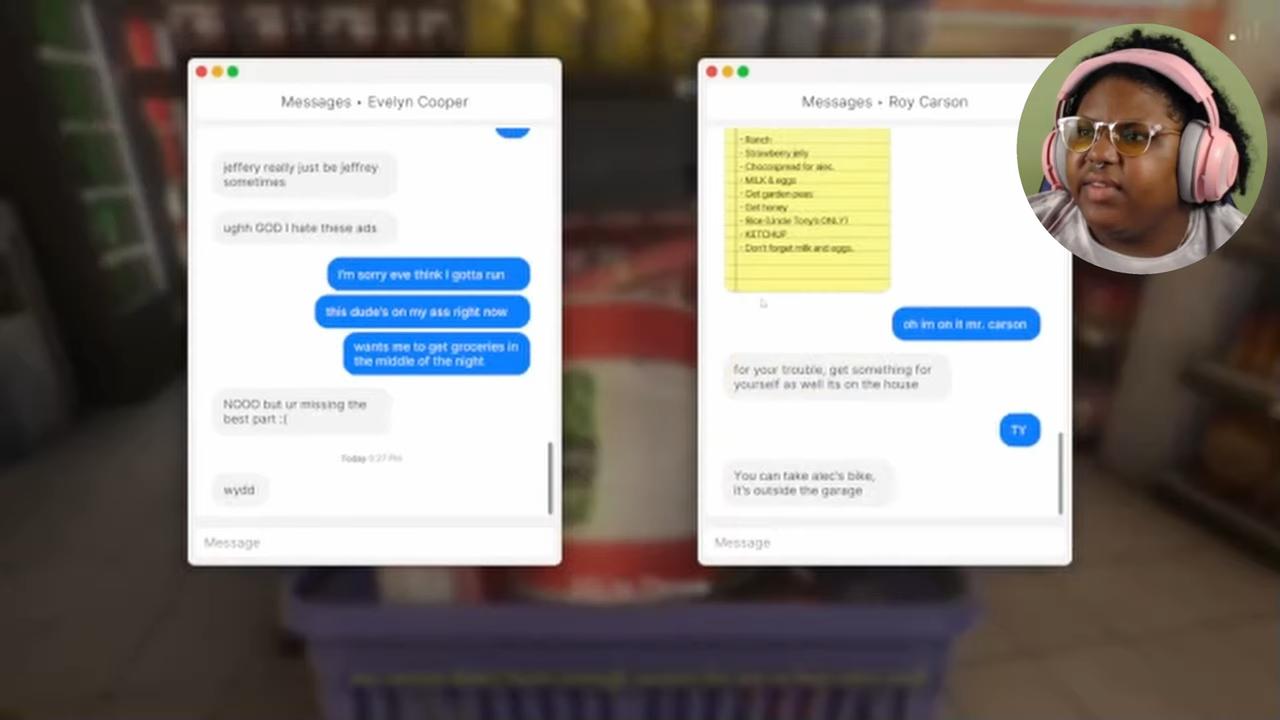 Messages • Evelyn Cooper
jeffery really just be jeffrey
sometimes
ughh GOD I hate these ads
I'm sorry eve think I gotta run
this dude's on my ass right now
wants me to get groceries in
the middle of the night
NOOO but ur missing the
best part :(
Today 9:27 PM
wydd
Message
Messages • Roy Carson
- Ranch
- Strawberry jelly
- Chocospread for alec.
- MILK & eggs
- Get garden peas
- Get honey
- Rice (Uncle Tony's ONLY)
- KETCHUP
- Don't forget milk and eggs.
oh im on it mr. carson
for your trouble, get something for
yourself as well its on the house
TY
You can take alec's bike,
it's outside the garage
Message